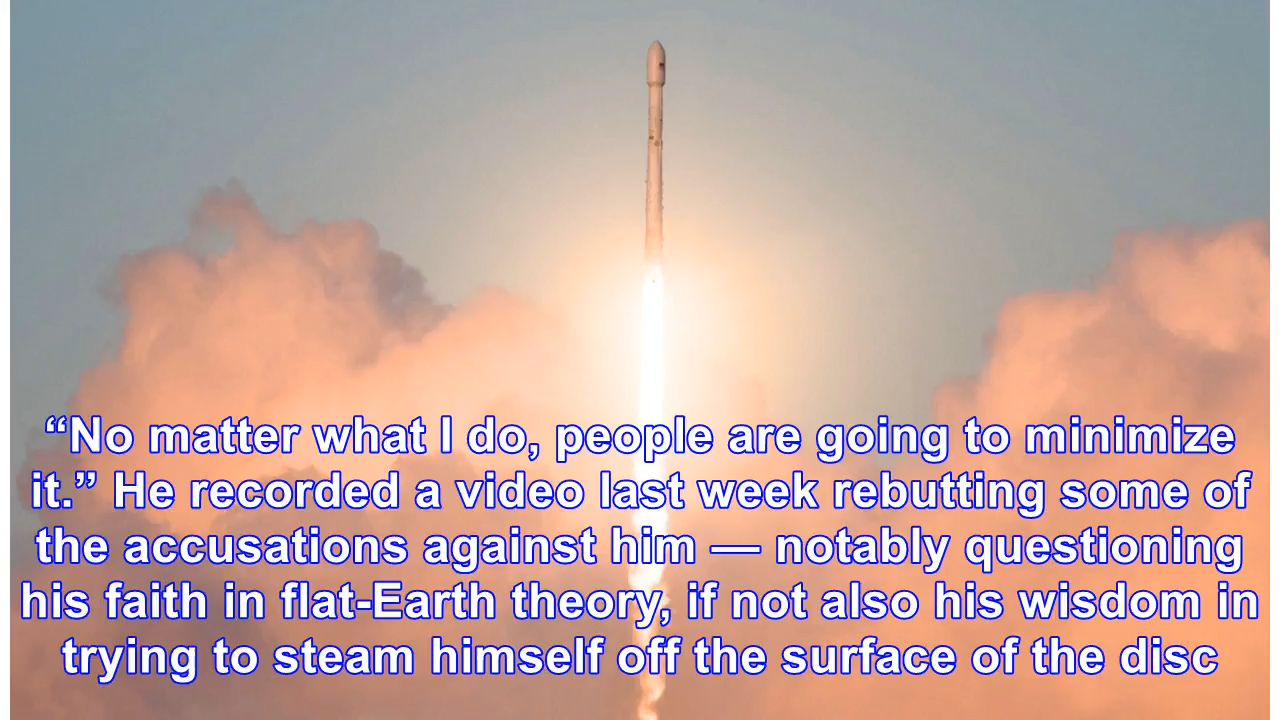 “No matter what I do, people are going to minimize
it.” He recorded a video last week rebutting some of
the accusations against him — notably questioning
his faith in flat-Earth theory, if not also his wisdom in
trying to steam himself off the surface of the disc